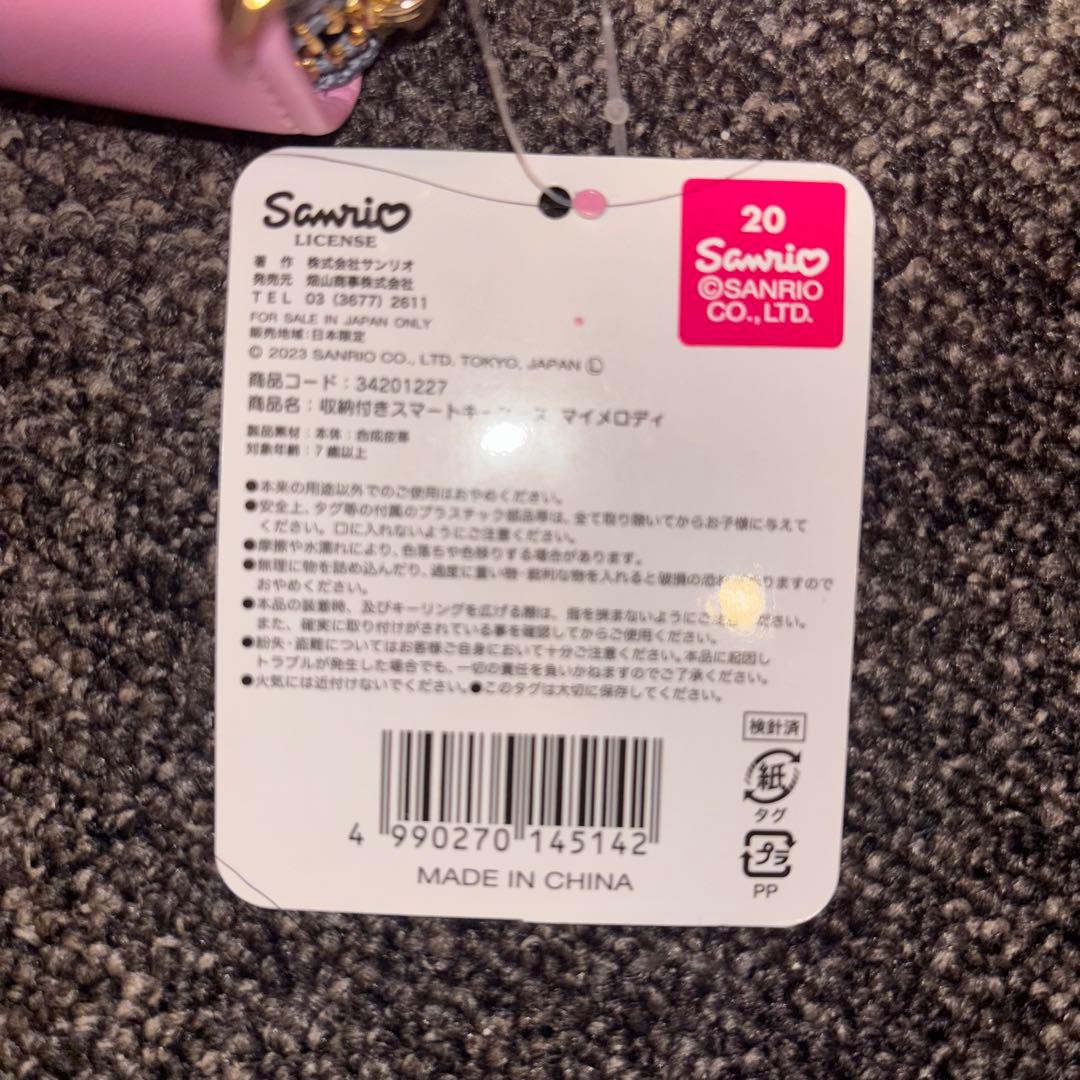 Sanrio
LICENSE
著 作 株式会社サンリオ
発売元 畑山商事株式会社
TEL 03 (3677) 2611
FOR SALE IN JAPAN ONLY
販売地域:日本限定
© 2023 SANRIO CO., LTD. TOKYO, JAPAN Ⓛ
商品コード:34201227
商品名:収納付きスマートキー ス マイメロディ
製品素材:本体:合成皮革
対象年齢:7歳以上
20
Sanrio
©SANRIO
CO., LTD.
●本来の用途以外でのご使用はおやめください。
●安全上、タグ等の付属のプラスチック部品等は、全て取り除いてからお子様に与えて
ください。口に入れないようにご注意ください。
●摩擦や水濡れにより、色落ちや色移りする場合があります。
●無理に物を詰め込んだり、過度に重い物・鋭利な物を入れると破損の恐れ りますので
おやめください。
●本品の装着時、及びキーリングを広げる際は、指を挟まないようにご注 ださい。
また、確実に取り付けがされている事を確認してからご使用ください。
●紛失・盗難についてはお客様ご自身において十分ご注意ください。本品に起因し
トラブルが発生した場合でも、一切の責任を負いかねますのでご了承ください。
●火気には近付けないでください。●このタグは大切に保存してください。
検針済
紙
タグ
プラ
PP
4 990270 145142
MADE IN CHINA